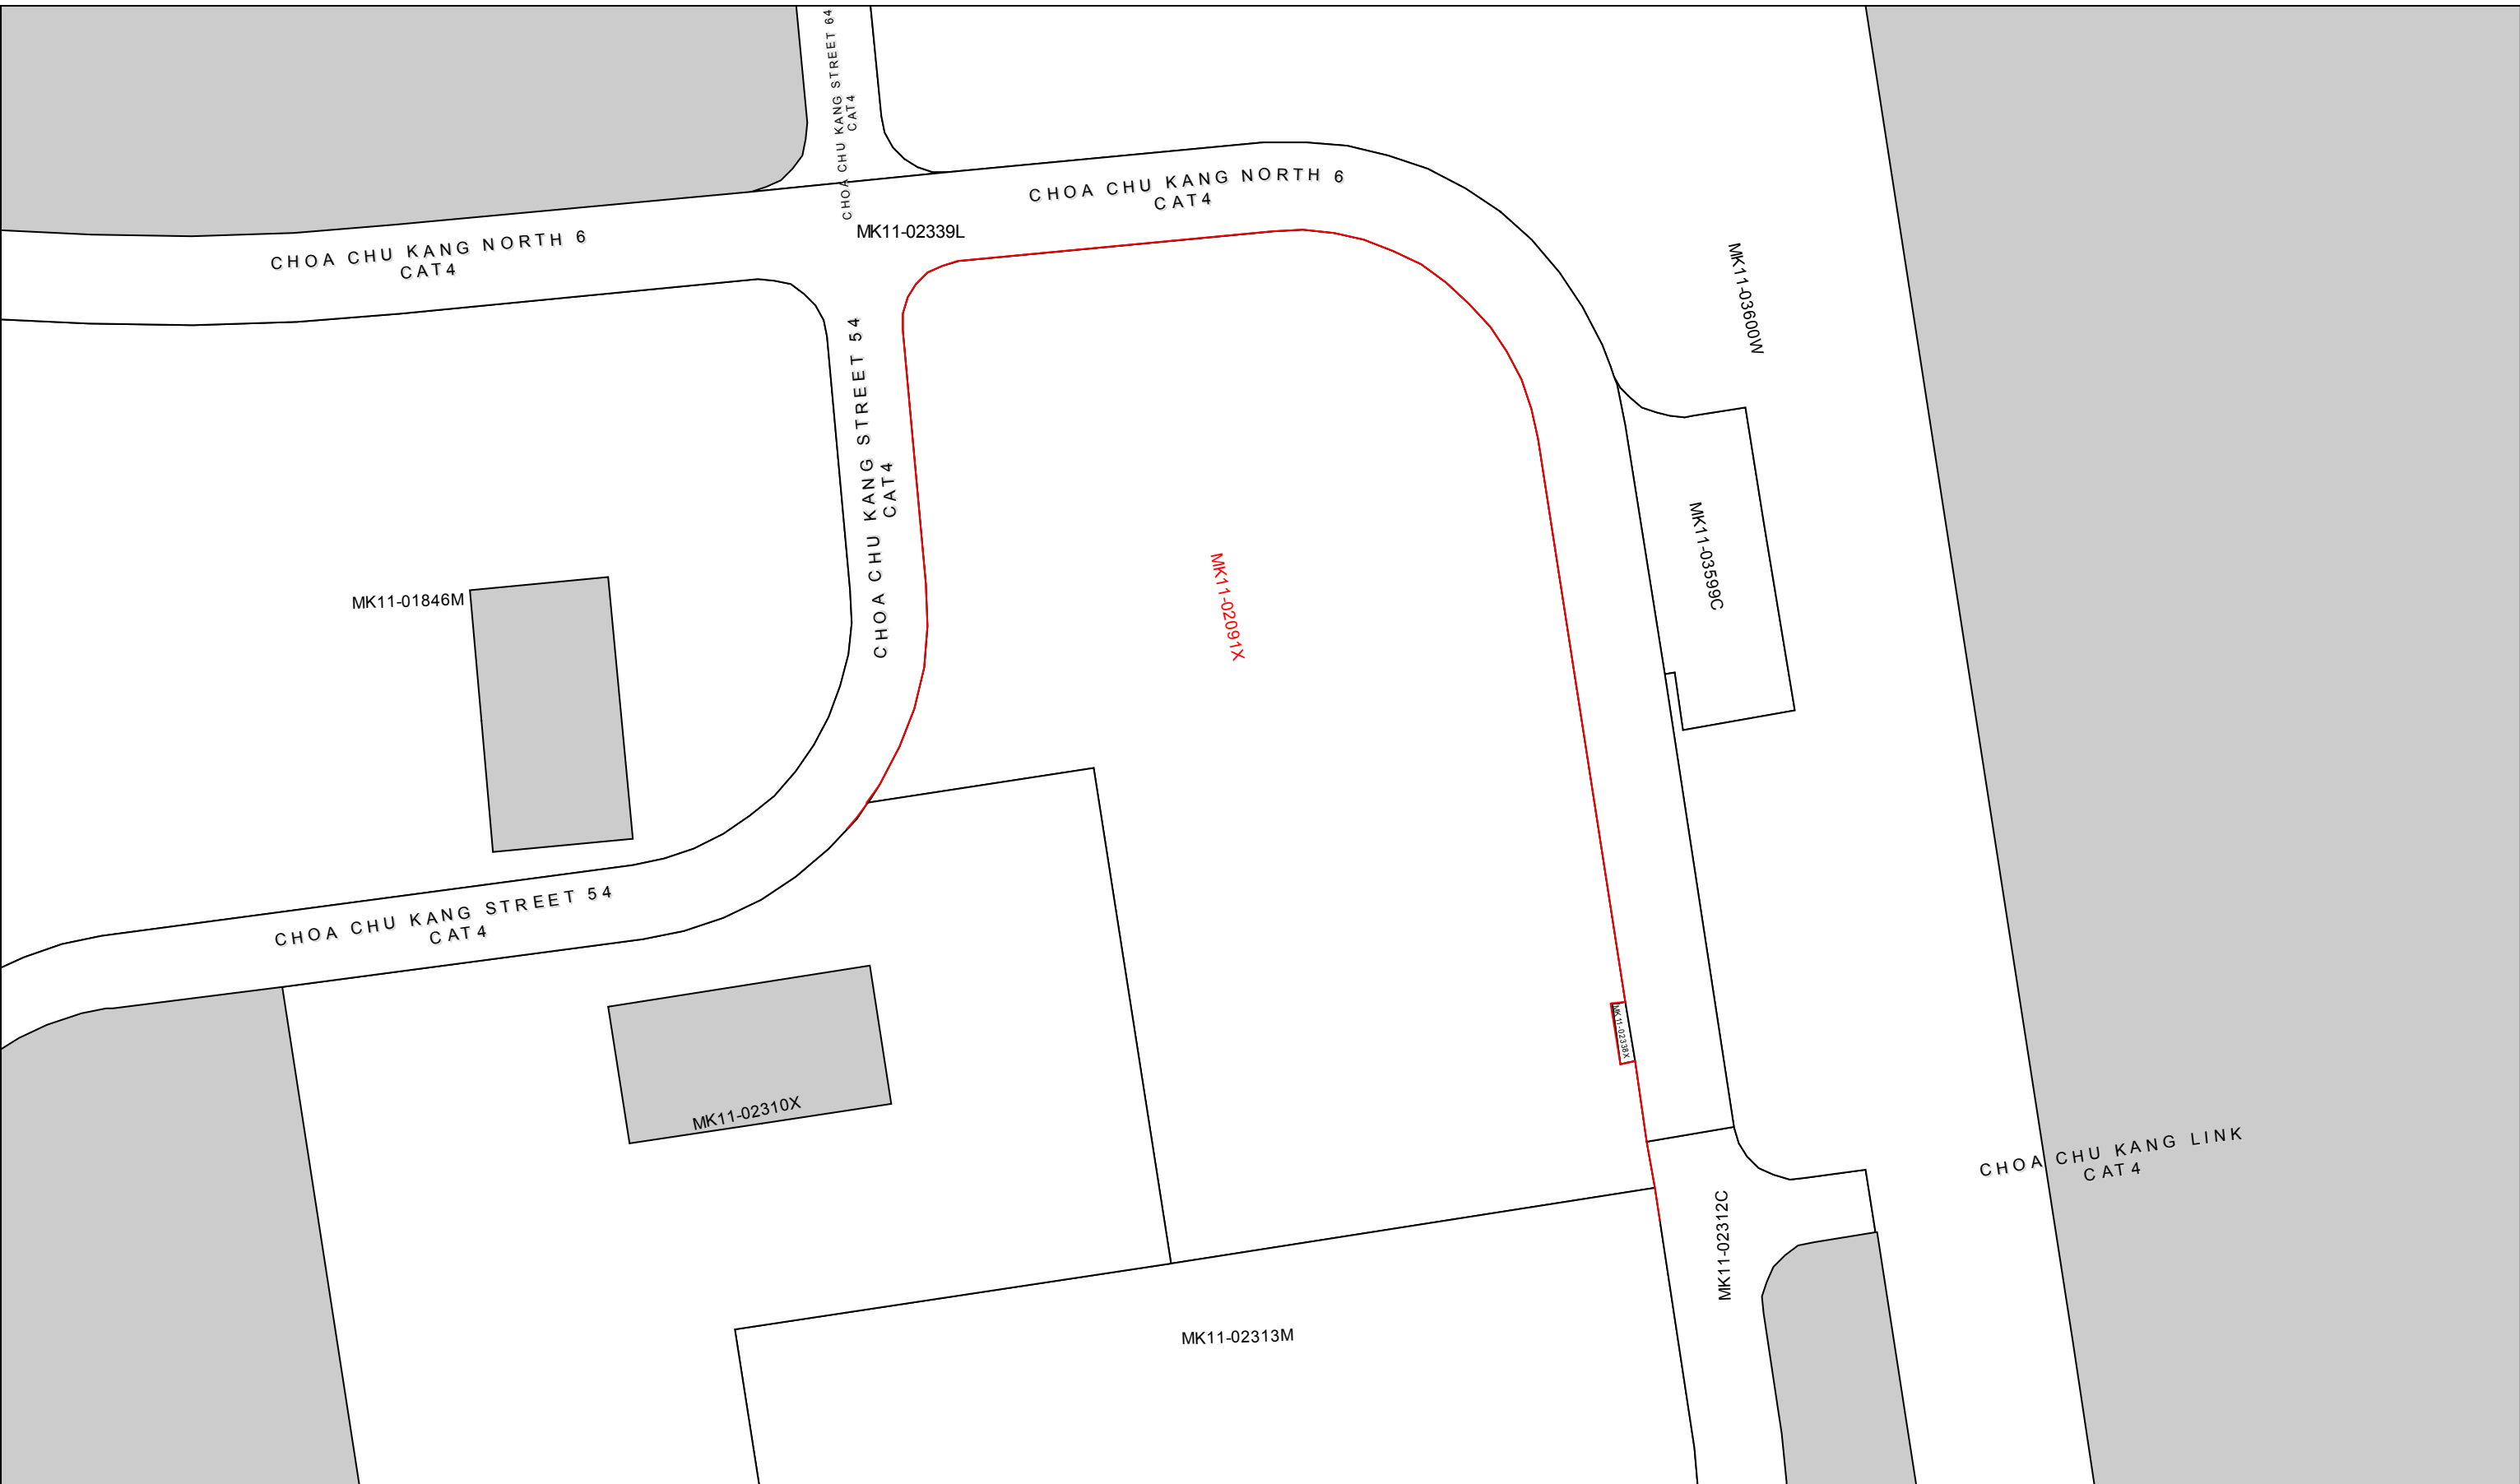 CHOA CHU KANG STREET 64
CAT4
CHOA CHU KANG NORTH 6
CAT4
MK11-02339L
CHOA CHU KANG NORTH 6
CAT4
MK11-03600W
CHOA CHU KANG STREET 54
CAT4
MK11-03599C
MK11-02091X
MK11-01846M
CHOA CHU KANG STREET 54
CAT4
MK11-02338X
MK11-02310X
CHOA CHU KANG LINK
CAT4
MK11-02312C
MK11-02313M